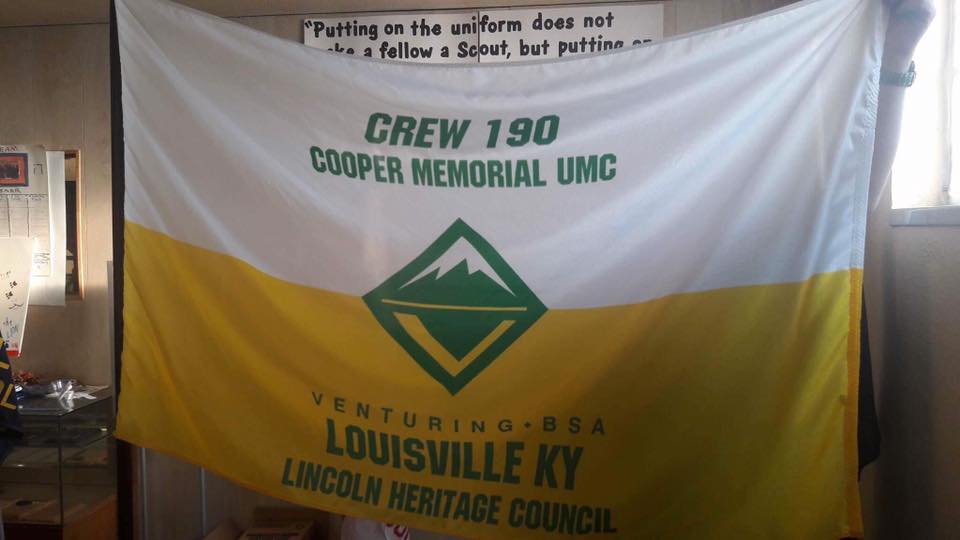 "Putting on the uniform does not
a fellow a Scout, but putting on
CREW 190
COOPER MEMORIAL UMC
VENTURING • BSA
LOUISVILLE KY
LINCOLN HERITAGE COUNCIL